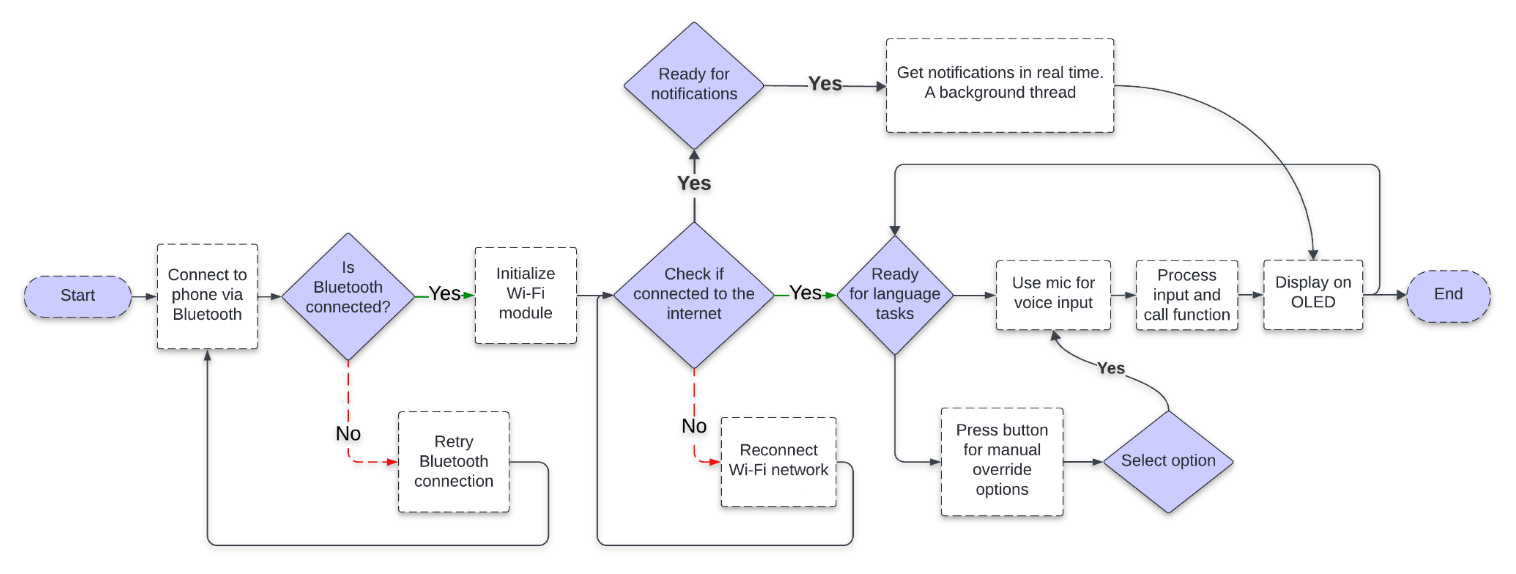 Ready for
notifications
Yes
Get notifications in real time.
A background thread
Yes
Start
Connect to
phone via
Bluetooth
Is
Bluetooth
connected?
Yes
Initialize
Wi-Fi
module
Check if
connected to the
internet
Yes
Ready
for language
tasks
Use mic for
voice input
Process
input and
call function
Display on
OLED
End
No
Retry
Bluetooth
connection
No
Reconnect
Wi-Fi network
Press button
for manual
override
options
Select option
Yes